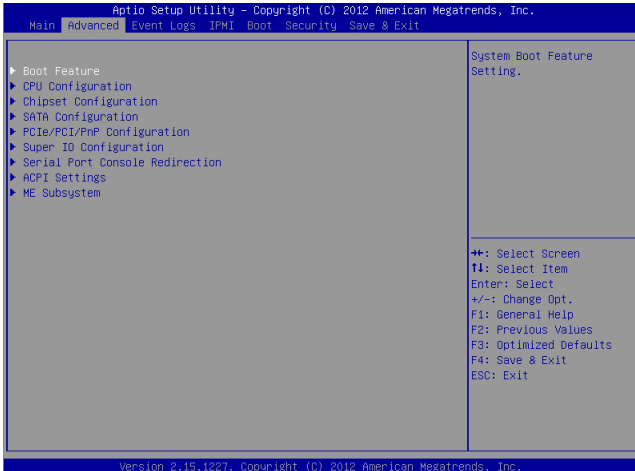 Aptio Setup Utility - Copyright (C) 2012 American Megatrends, Inc.
Main Advanced Event Logs IPMI Boot Security Save & Exit
Boot Feature
CPU Configuration
Chipset Configuration
SATA Configuration
PCIe/PCI/PnP Configuration
Super IO Configuration
Serial Port Console Redirection
ACPI Settings
ME Subsystem
System Boot Feature
Setting.
→←: Select Screen
↑↓: Select Item
Enter: Select
+/-: Change Opt.
F1: General Help
F2: Previous Values
F3: Optimized Defaults
F4: Save & Exit
ESC: Exit
Version 2.15.1227. Copyright (C) 2012 American Megatrends, Inc.